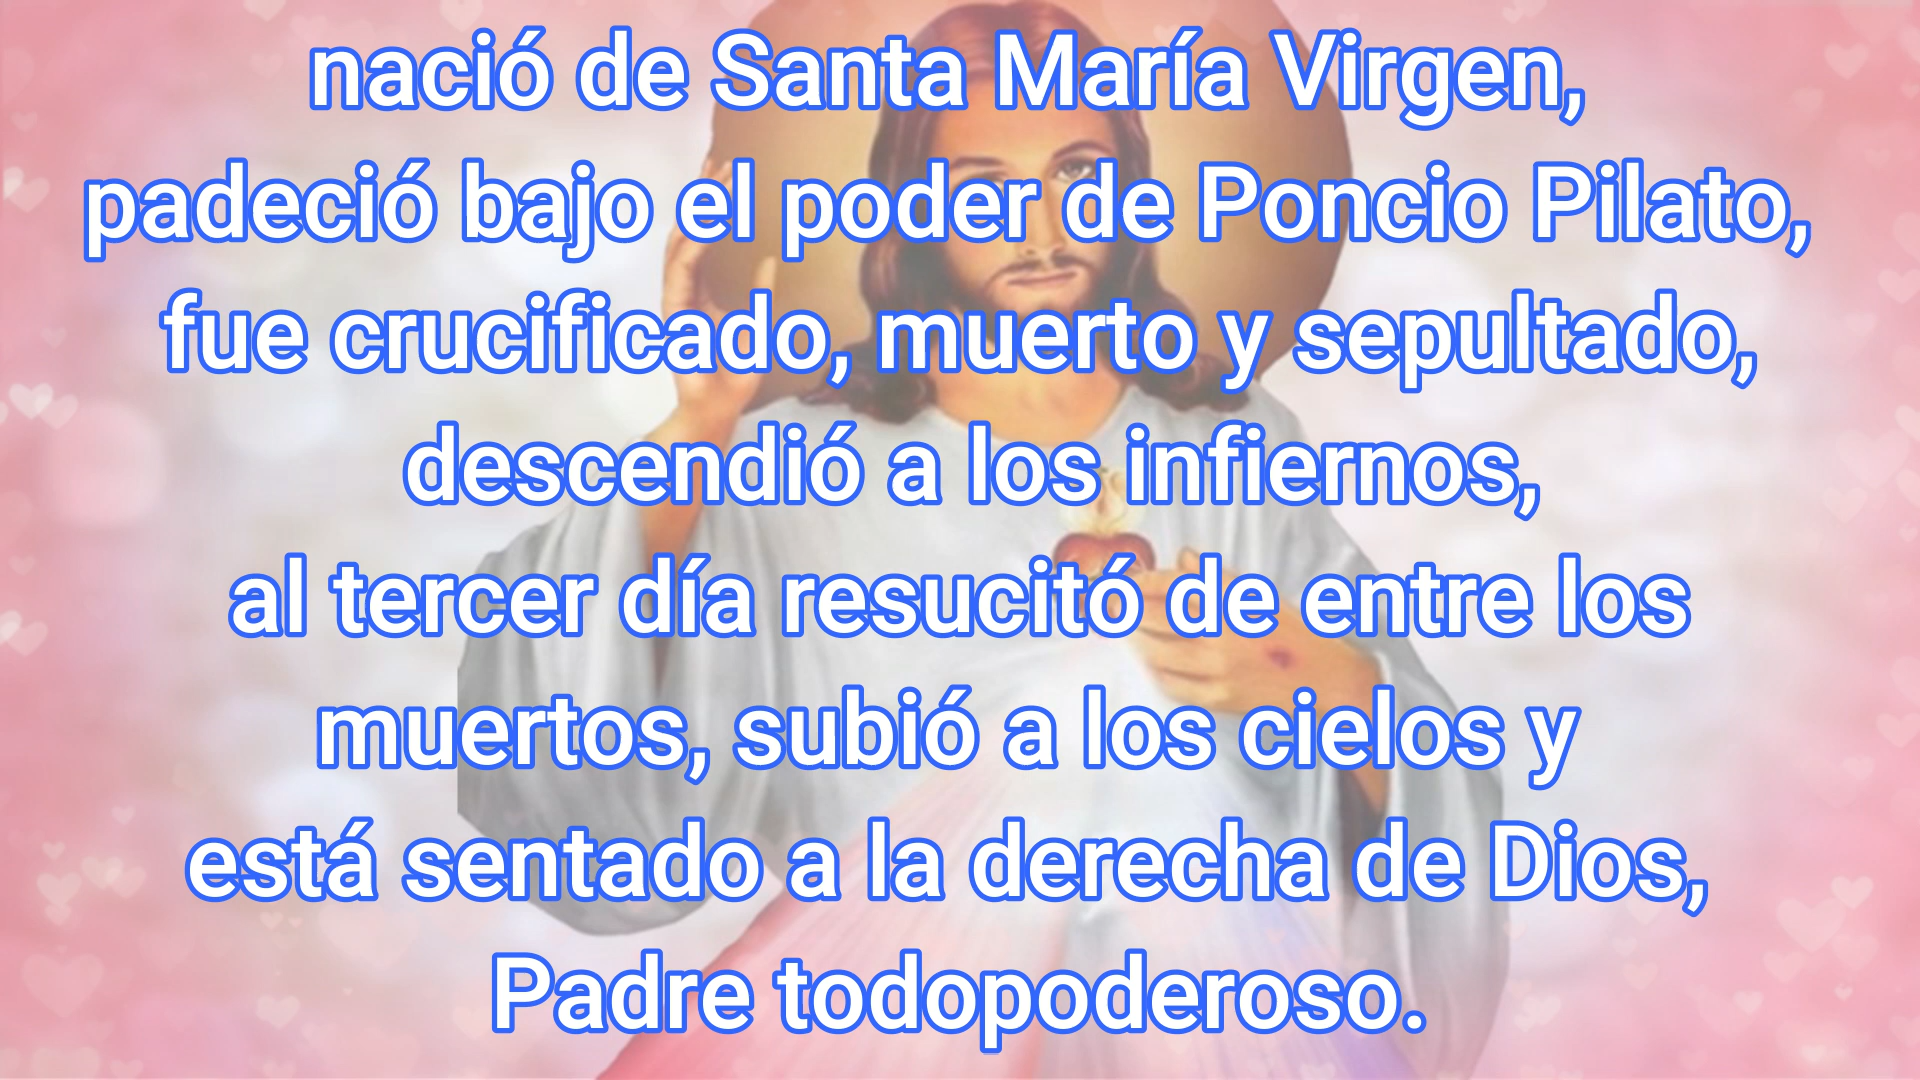 nació de Santa María Virgen,
padeció bajo el poder de Poncio Pilato,
fue crucificado, muerto y sepultado,
descendió a los infiernos,
al tercer día resucitó de entre los
muertos, subió a los cielos y
está sentado a la derecha de Dios,
Padre todopoderoso.